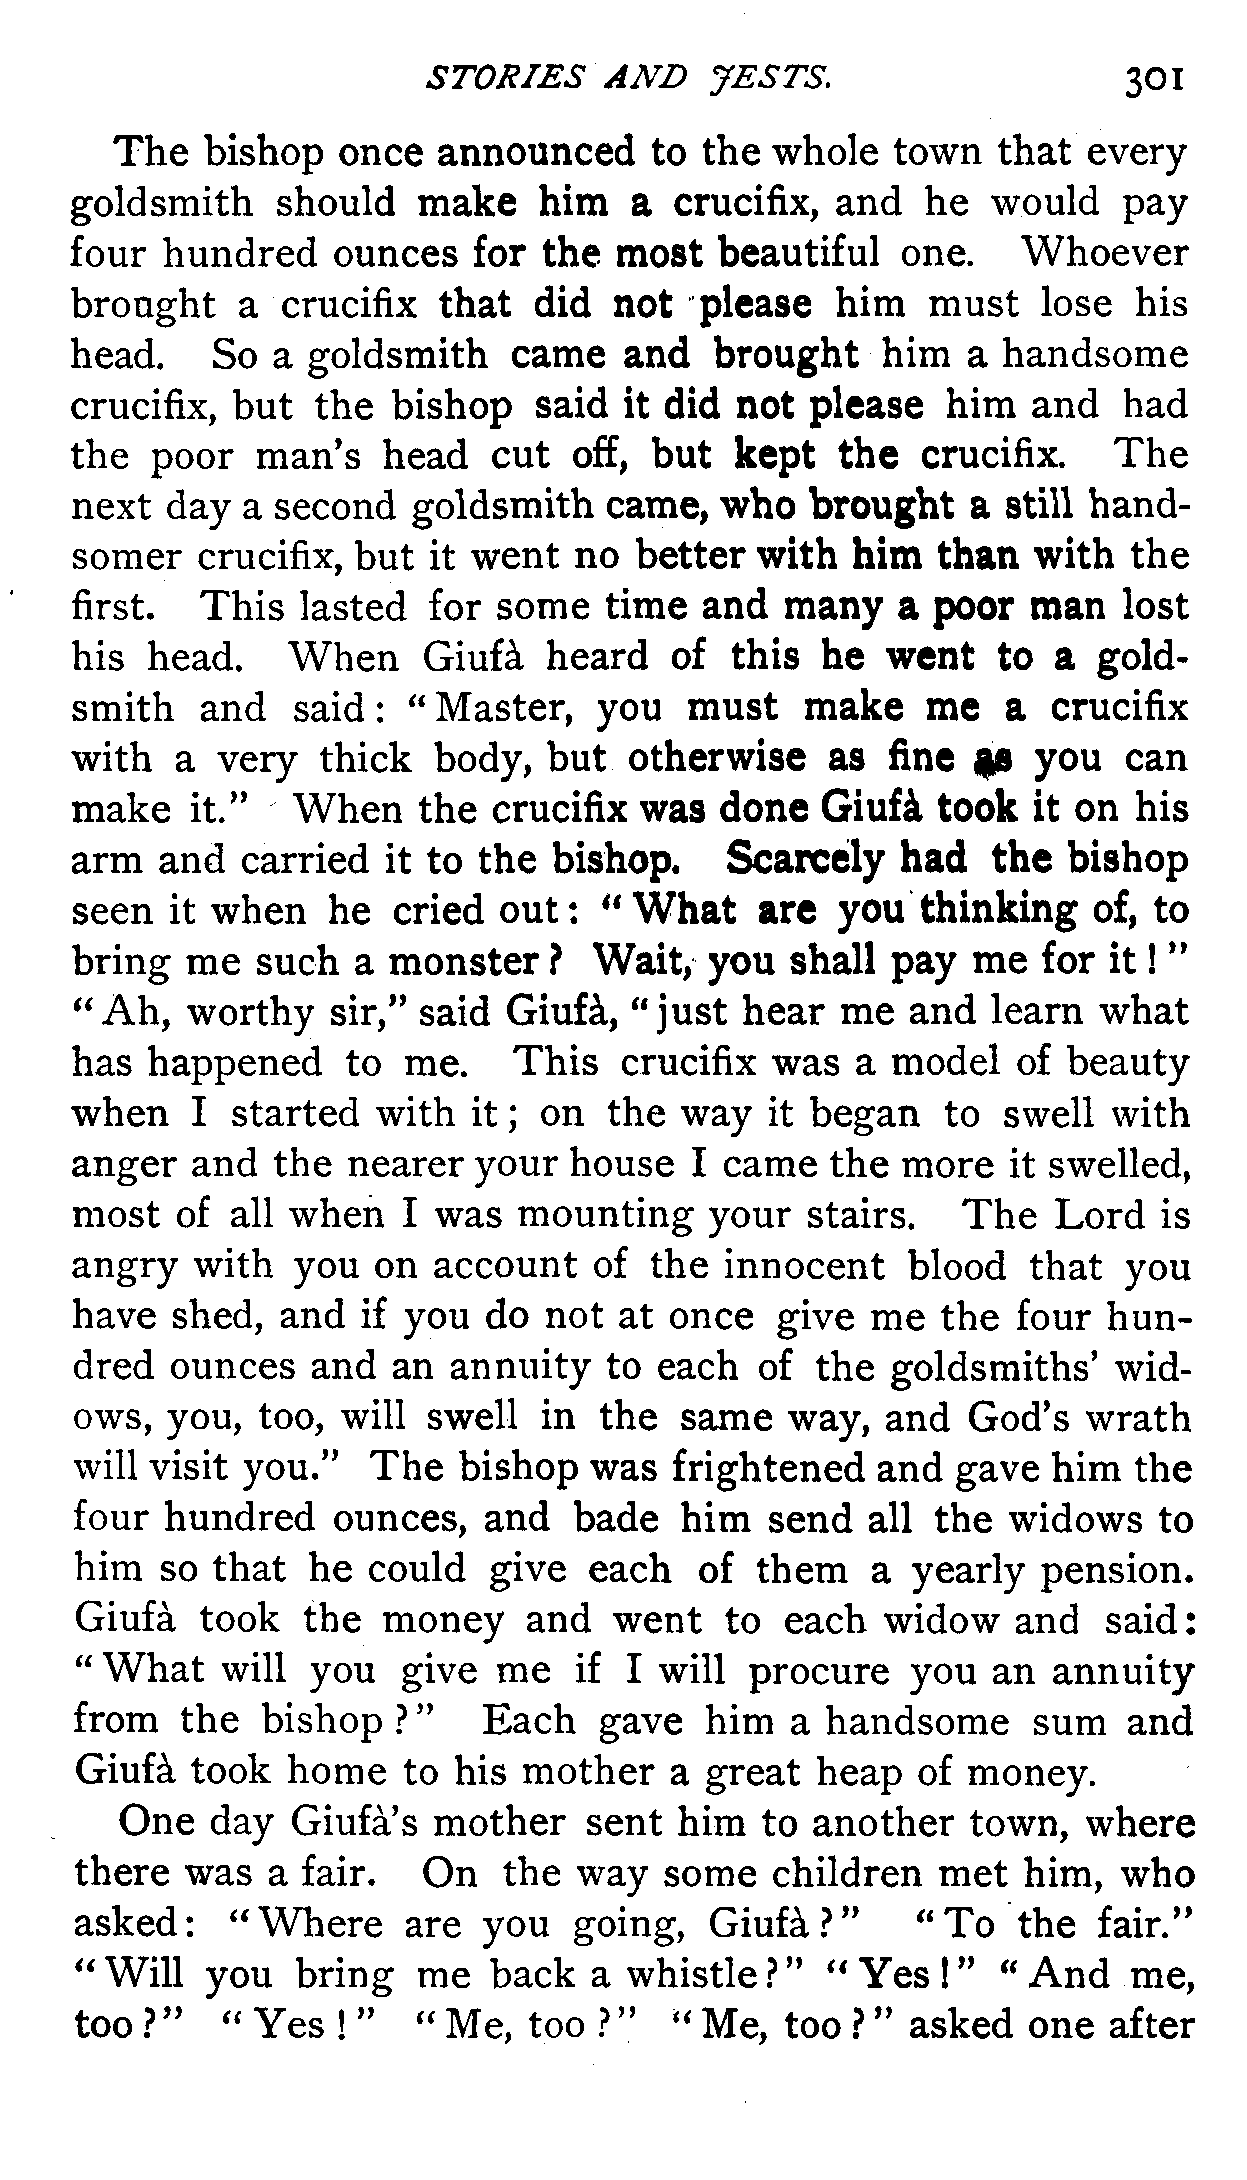 STORIES AND JESTS. 301
The bishop once announced to the whole town that every
goldsmith should make him a crucifix, and he would pay
four hundred ounces for the most beautiful one. Whoever
brought a crucifix that did not please him must lose his
head. So a goldsmith came and brought him a handsome
crucifix, but the bishop said it did not please him and had
the poor man's head cut off, but kept the crucifix. The
next day a second goldsmith came, who brought a still hand-
somer crucifix, but it went no better with him than with the
first. This lasted for some time and many a poor man lost
his head. When Giufà heard of this he went to a gold-
smith and said: "Master, you must make me a crucifix
with a very thick body, but otherwise as fine as you can
make it." When the crucifix was done Giufà took it on his
arm and carried it to the bishop. Scarcely had the bishop
seen it when he cried out: "What are you thinking of, to
bring me such a monster? Wait, you shall pay me for it!"
"Ah, worthy sir," said Giufà, "just hear me and learn what
has happened to me. This crucifix was a model of beauty
when I started with it; on the way it began to swell with
anger and the nearer your house I came the more it swelled,
most of all when I was mounting your stairs. The Lord is
angry with you on account of the innocent blood that you
have shed, and if you do not at once give me the four hun-
dred ounces and an annuity to each of the goldsmiths' wid-
ows, you, too, will swell in the same way, and God's wrath
will visit you." The bishop was frightened and gave him the
four hundred ounces, and bade him send all the widows to
him so that he could give each of them a yearly pension.
Giufà took the money and went to each widow and said:
"What will you give me if I will procure you an annuity
from the bishop?" Each gave him a handsome sum and
Giufà took home to his mother a great heap of money.
One day Giufà's mother sent him to another town, where
there was a fair. On the way some children met him, who
asked: "Where are you going, Giufà?" "To the fair."
"Will you bring me back a whistle?" "Yes!" "And me,
too?" "Yes!" "Me, too?" "Me, too?" asked one after